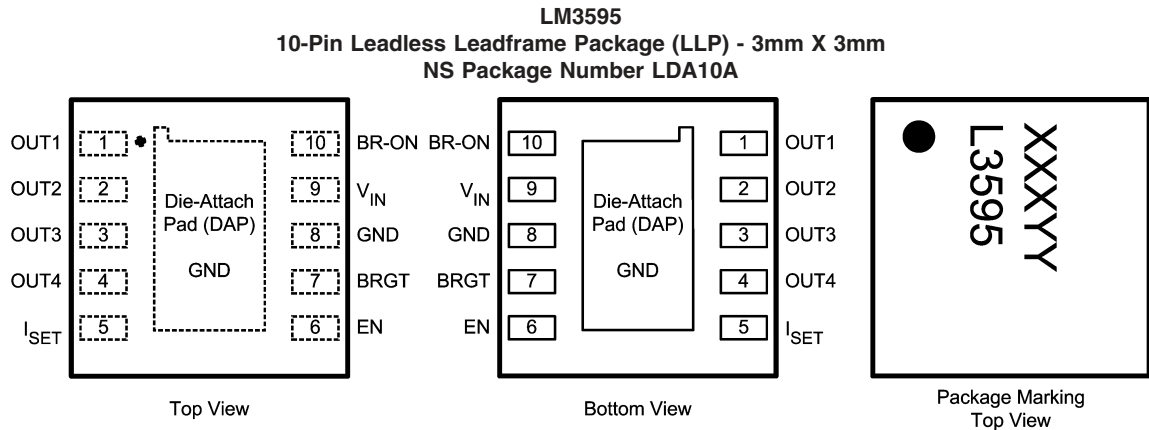 LM3595
10-Pin Leadless Leadframe Package (LLP) - 3mm X 3mm
NS Package Number LDA10A
OUT1 1 10 BR-ON
OUT2 2 9 VIN
OUT3 3 8 GND
OUT4 4 7 BRGT
ISET 5 6 EN
Die-Attach
Pad (DAP)
GND
Top View
BR-ON 10 1 OUT1
VIN 9 2 OUT2
GND 8 3 OUT3
BRGT 7 4 OUT4
EN 6 5 ISET
Die-Attach
Pad (DAP)
GND
Bottom View
XXXYY
L3595
Package Marking
Top View